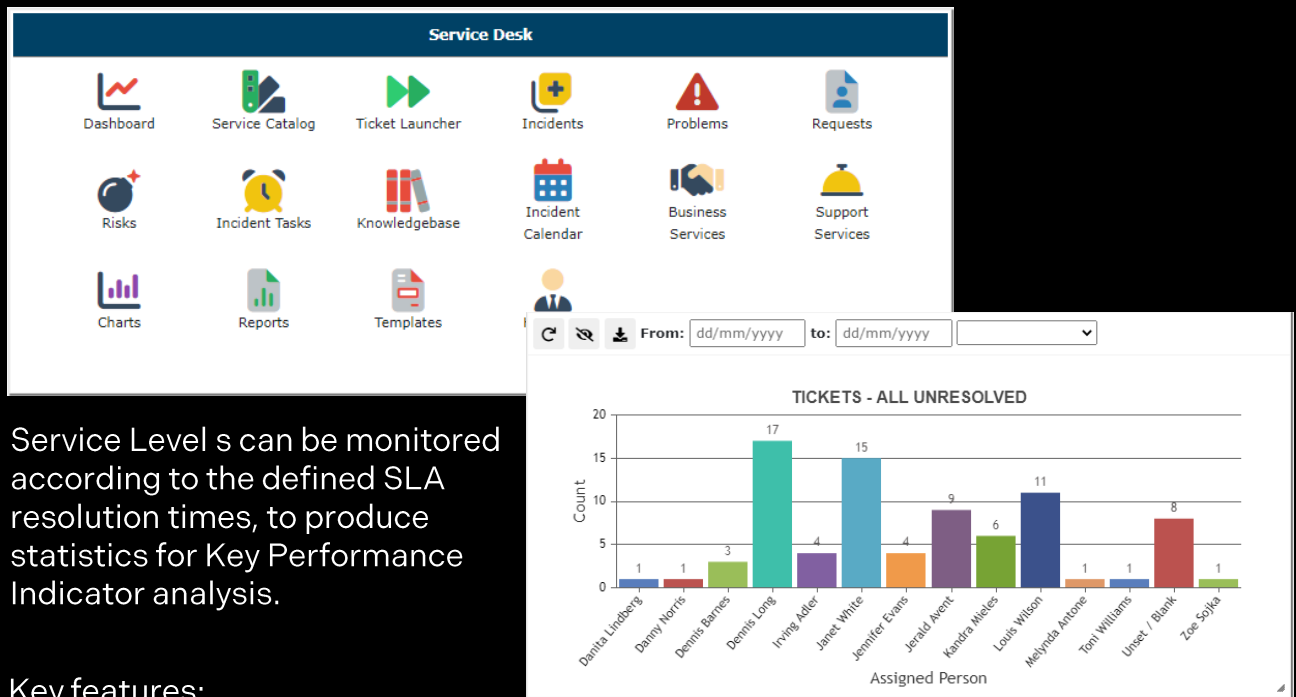 Service Desk
Dashboard
Service Catalog
Ticket Launcher
Incidents
Problems
Requests
Risks
Incident Tasks
Knowledgebase
Incident
Calendar
Business
Services
Support
Services
Charts
Reports
Templates
From: dd/mm/yyyy to: dd/mm/yyyy
TICKETS - ALL UNRESOLVED
Count
20
15
10
5
0
1
1
3
17
4
15
4
9
6
11
1
1
8
1
Danita Lindberg
Danny Norris
Dennis Barnes
Dennis Long
Irving Adler
Janet White
Jennifer Evans
Jerald Avent
Kandra Mieles
Louis Wilson
Melynda Antone
Toni Williams
Unset / Blank
Zoe Sojka
Assigned Person
Service Level s can be monitored
according to the defined SLA
resolution times, to produce
statistics for Key Performance
Indicator analysis.
Key features: